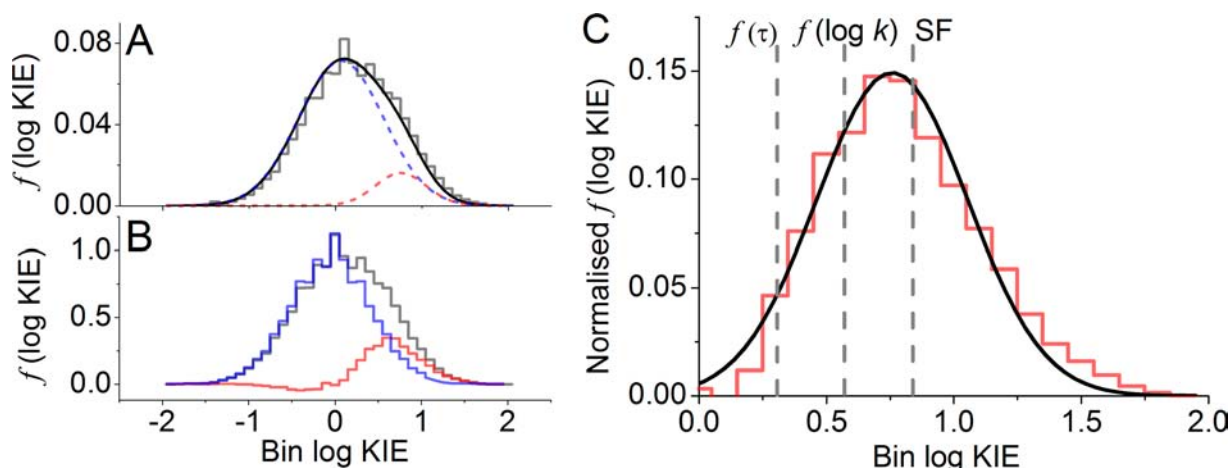 A
f (log KIE)
0.08
0.04
0.00
B
f (log KIE)
1.0
0.5
0.0
-2 -1 0 1 2
Bin log KIE
C
f (τ) f (log k) SF
Normalised f (log KIE)
0.15
0.10
0.05
0.00
0.0 0.5 1.0 1.5 2.0
Bin log KIE